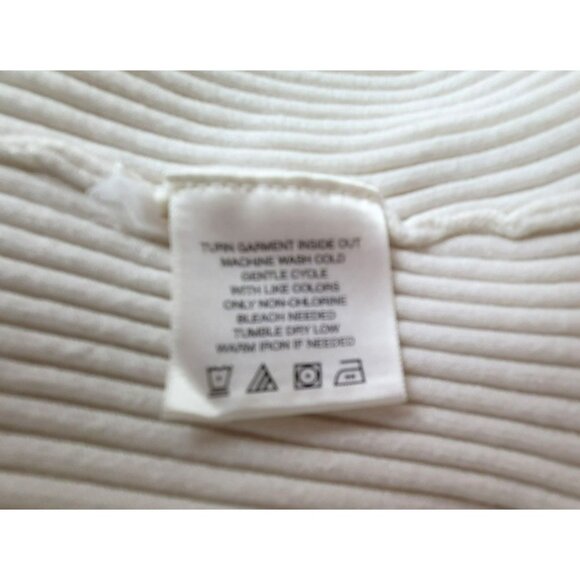 TURN GARMENT INSIDE OUT
MACHINE WASH COLD
GENTLE CYCLE
WITH LIKE COLORS
ONLY NON-CHLORINE
BLEACH NEEDED
TUMBLE DRY LOW
WARM IRON IF NEEDED